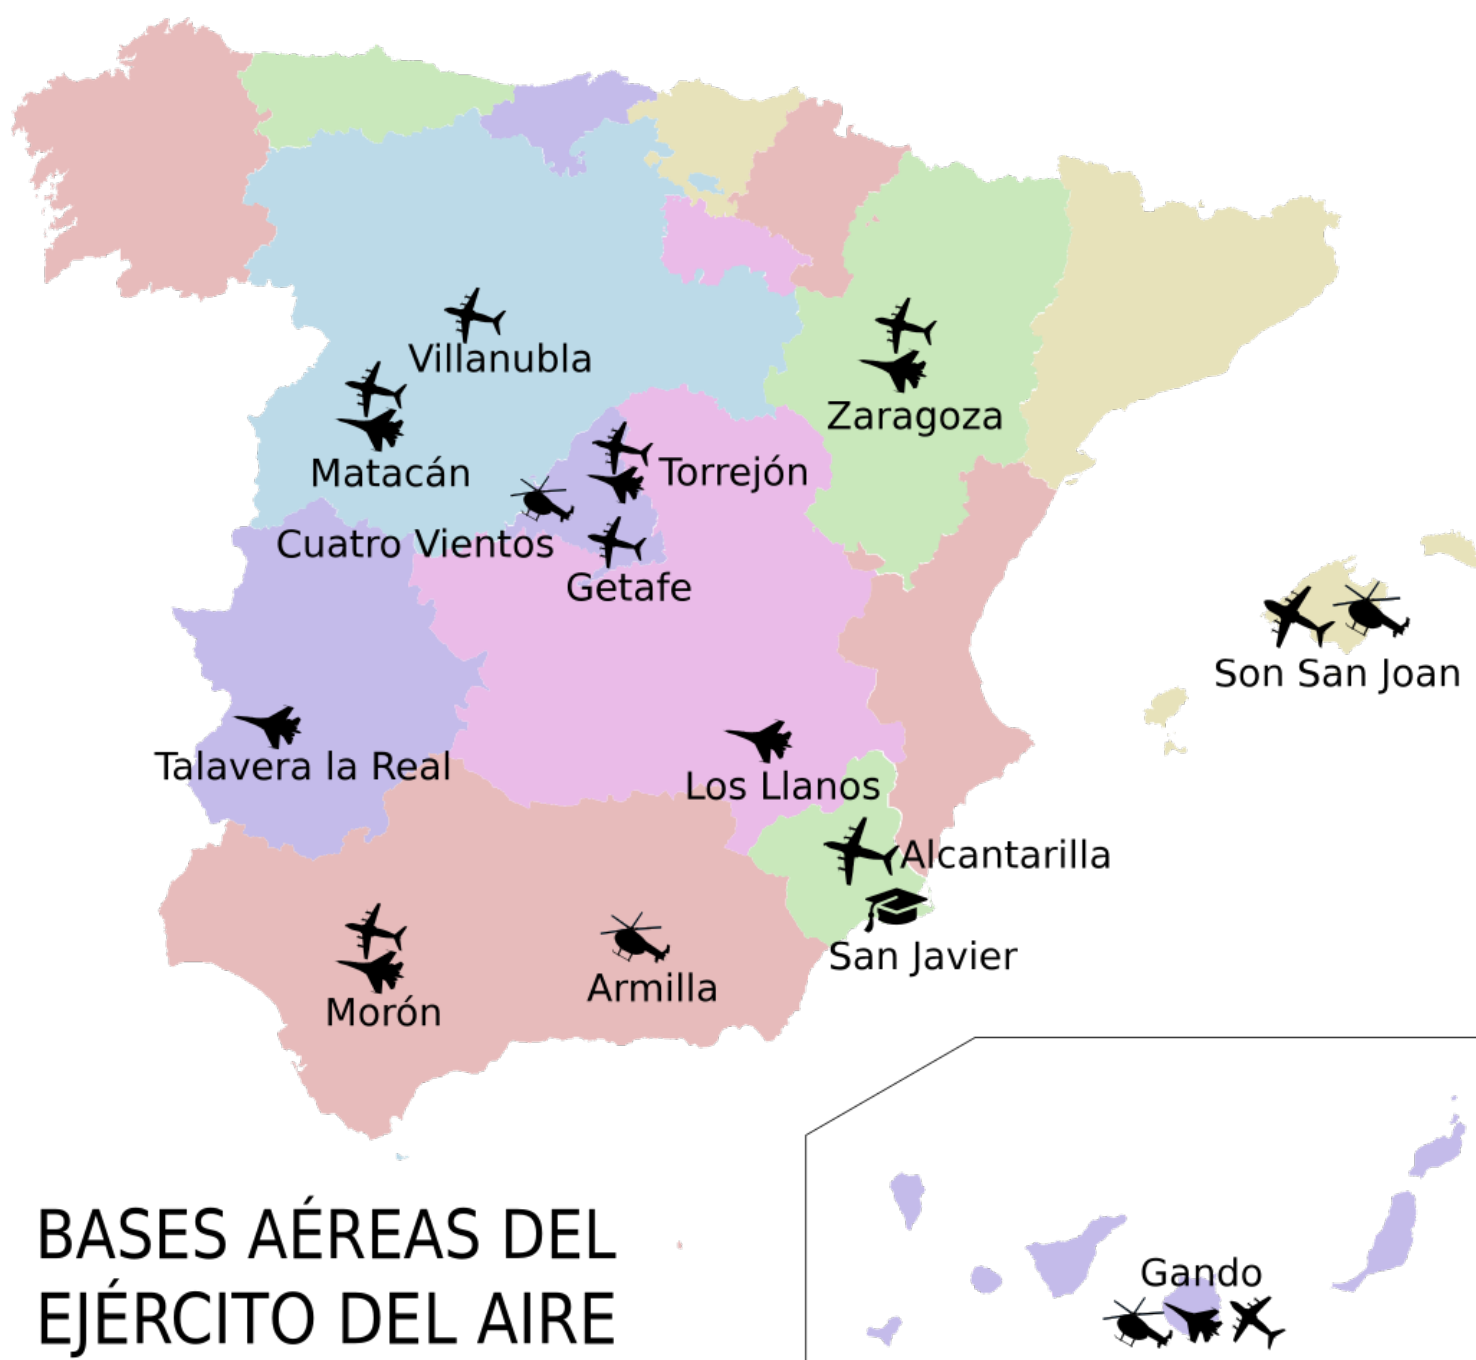 Villanubla
Zaragoza
Matacán
Torrejón
Cuatro Vientos
Getafe
Son San Joan
Talavera la Real
Los Llanos
Alcantarilla
San Javier
Armilla
Morón
Gando
BASES AÉREAS DEL
EJÉRCITO DEL AIRE